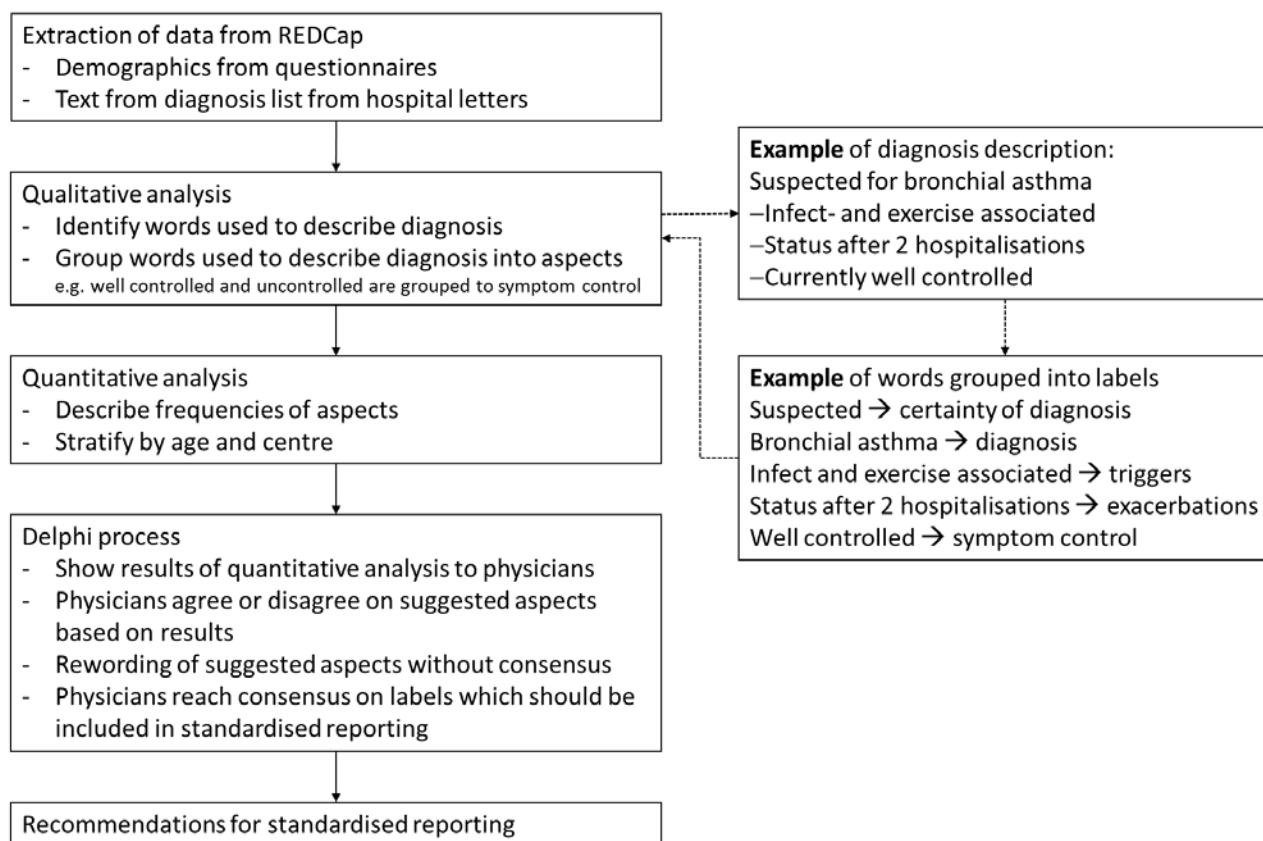 Extraction of data from REDCap
- Demographics from questionnaires
- Text from diagnosis list from hospital letters
Qualitative analysis
- Identify words used to describe diagnosis
- Group words used to describe diagnosis into aspects
e.g. well controlled and uncontrolled are grouped to symptom control
Quantitative analysis
- Describe frequencies of aspects
- Stratify by age and centre
Delphi process
- Show results of quantitative analysis to physicians
- Physicians agree or disagree on suggested aspects
based on results
- Rewording of suggested aspects without consensus
- Physicians reach consensus on labels which should be
included in standardised reporting
Recommendations for standardised reporting
Example of diagnosis description:
Suspected for bronchial asthma
–Infect- and exercise associated
–Status after 2 hospitalisations
–Currently well controlled
Example of words grouped into labels
Suspected → certainty of diagnosis
Bronchial asthma → diagnosis
Infect and exercise associated → triggers
Status after 2 hospitalisations → exacerbations
Well controlled → symptom control